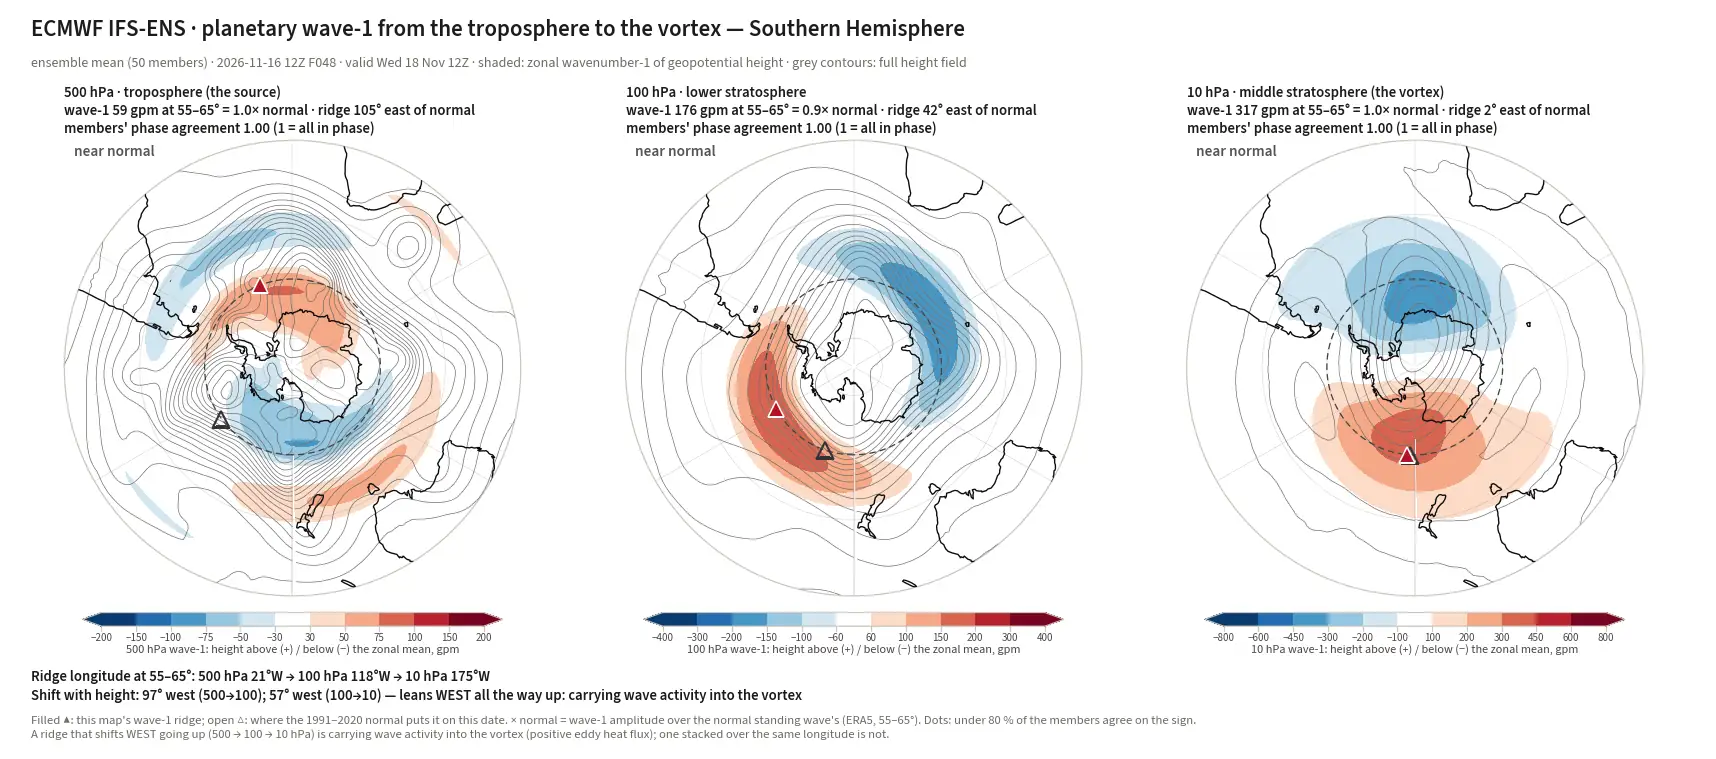 ECMWF IFS-ENS · planetary wave-1 from the troposphere to the vortex — Southern Hemisphere
ensemble mean (50 members) · 2026-11-16 12Z F048 · valid Wed 18 Nov 12Z · shaded: zonal wavenumber-1 of geopotential height · grey contours: full height field
500 hPa · troposphere (the source)
wave-1 59 gpm at 55–65° = 1.0× normal · ridge 105° east of normal
members' phase agreement 1.00 (1 = all in phase)
near normal
100 hPa · lower stratosphere
wave-1 176 gpm at 55–65° = 0.9× normal · ridge 42° east of normal
members' phase agreement 1.00 (1 = all in phase)
near normal
10 hPa · middle stratosphere (the vortex)
wave-1 317 gpm at 55–65° = 1.0× normal · ridge 2° east of normal
members' phase agreement 1.00 (1 = all in phase)
near normal
−200 −150 −100 −75 −50 −30 30 50 75 100 150 200
500 hPa wave-1: height above (+) / below (−) the zonal mean, gpm
−400 −300 −200 −150 −100 −60 60 100 150 200 300 400
100 hPa wave-1: height above (+) / below (−) the zonal mean, gpm
−800 −600 −450 −300 −200 −100 100 200 300 450 600 800
10 hPa wave-1: height above (+) / below (−) the zonal mean, gpm
Ridge longitude at 55–65°: 500 hPa 21°W → 100 hPa 118°W → 10 hPa 175°W
Shift with height: 97° west (500→100); 57° west (100→10) — leans WEST all the way up: carrying wave activity into the vortex
Filled ▲: this map's wave-1 ridge; open △: where the 1991–2020 normal puts it on this date. × normal = wave-1 amplitude over the normal standing wave's (ERA5, 55–65°). Dots: under 80 % of the members agree on the sign.
A ridge that shifts WEST going up (500 → 100 → 10 hPa) is carrying wave activity into the vortex (positive eddy heat flux); one stacked over the same longitude is not.